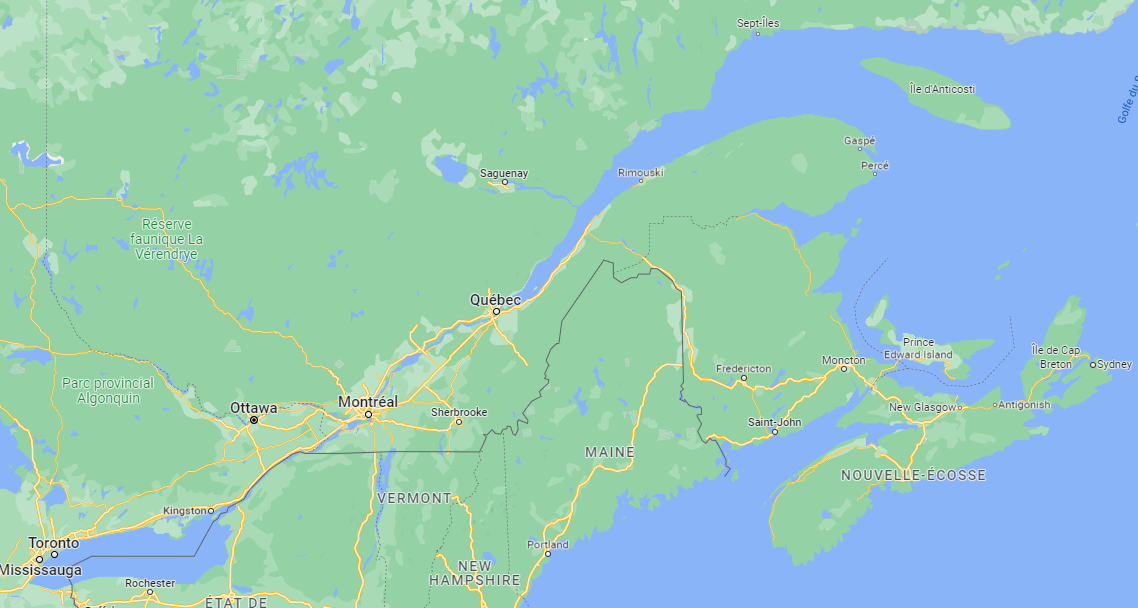 Sept-Îles
Île d'Anticosti
Golfe du
Gaspé
Percé
Saguenay
Rimouski
Réserve
faunique La
Vérendrye
Québec
Prince
Edward Island
Île de Cap
Breton
Sydney
Moncton
Fredericton
Parc provincial
Algonquin
Ottawa
Montréal
Sherbrooke
New Glasgow
Antigonish
Saint-John
MAINE
NOUVELLE-ÉCOSSE
VERMONT
Kingston
Toronto
Mississauga
Portland
NEW
HAMPSHIRE
Rochester
ÉTAT DE